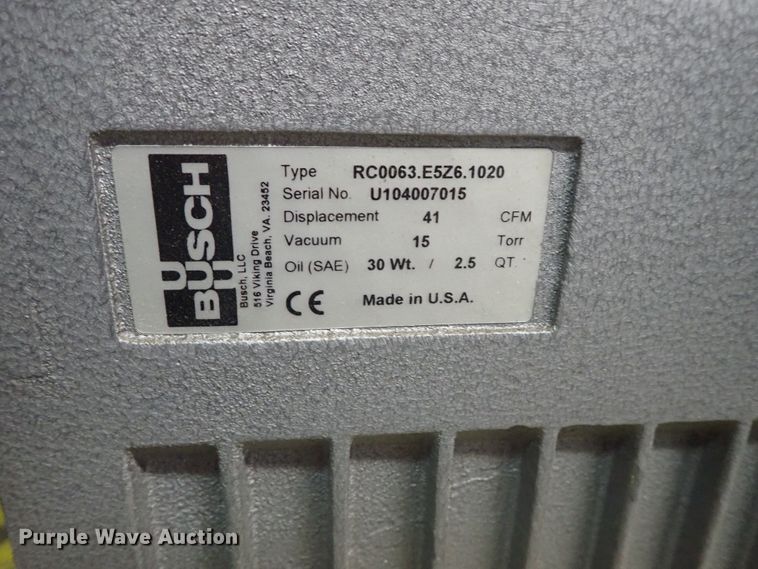 BUSCH
Busch, LLC
516 Viking Drive
Virginia Beach, VA. 23452
Type RC0063.E5Z6.1020
Serial No. U104007015
Displacement 41 CFM
Vacuum 15 Torr
Oil (SAE) 30 Wt. / 2.5 QT.
CE Made in U.S.A.
Purple Wave Auction